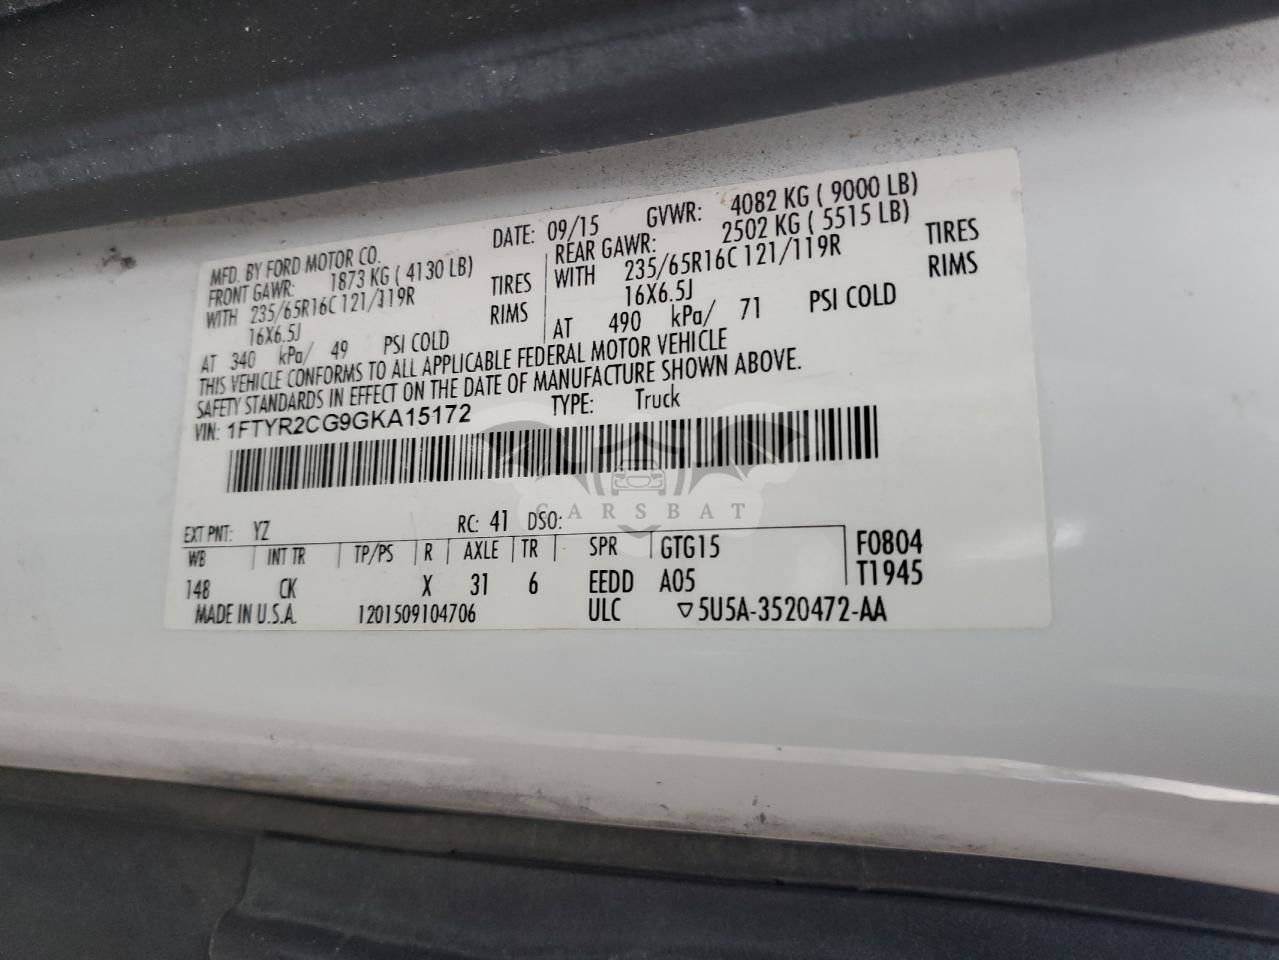 MFD. BY FORD MOTOR CO.
DATE: 09/15 GVWR: 4082 KG ( 9000 LB)
FRONT GAWR: 1873 KG ( 4130 LB)
WITH 235/65R16C 121/119R TIRES
16X6.5J RIMS
AT 340 kPa/ 49 PSI COLD
REAR GAWR: 2502 KG ( 5515 LB)
WITH 235/65R16C 121/119R TIRES
16X6.5J RIMS
AT 490 kPa/ 71 PSI COLD
THIS VEHICLE CONFORMS TO ALL APPLICABLE FEDERAL MOTOR VEHICLE
SAFETY STANDARDS IN EFFECT ON THE DATE OF MANUFACTURE SHOWN ABOVE.
VIN: 1FTYR2CG9GKA15172 TYPE: Truck
CARSBAT
EXT PNT: YZ RC: 41 DSO:
WB INT TR TP/PS R AXLE TR SPR GTG15 F0804
148 CK X 31 6 EEDD A05 T1945
MADE IN U.S.A. 1201509104706 ULC ▽5U5A-3520472-AA